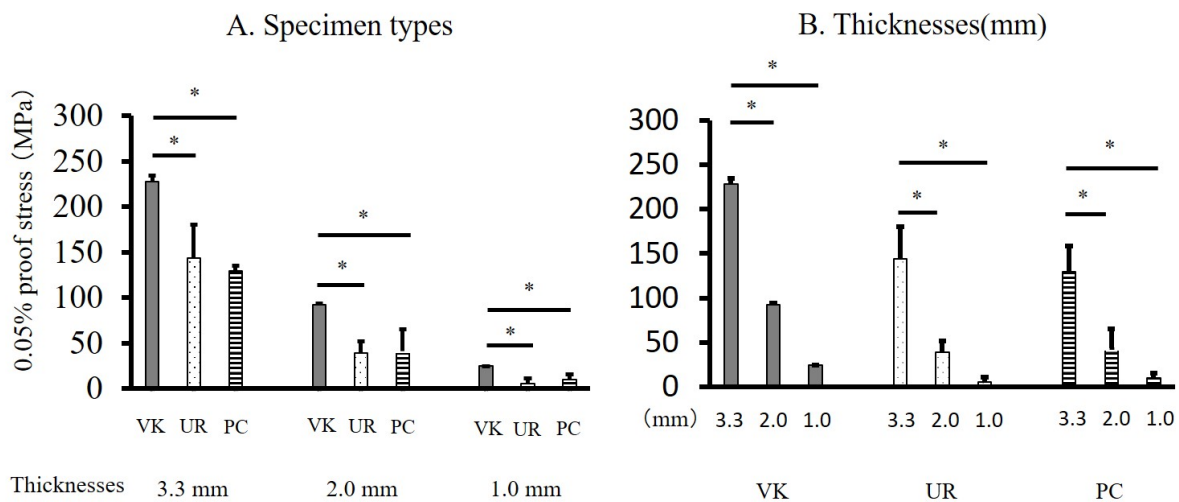 A. Specimen types
B. Thicknesses(mm)
0.05% proof stress (MPa)
300
250
200
150
100
50
0
*
*
*
*
*
*
VK UR PC
VK UR PC
VK UR PC
Thicknesses
3.3 mm
2.0 mm
1.0 mm
300
250
200
150
100
50
0
*
*
*
*
*
*
(mm)
3.3 2.0 1.0
3.3 2.0 1.0
3.3 2.0 1.0
VK
UR
PC